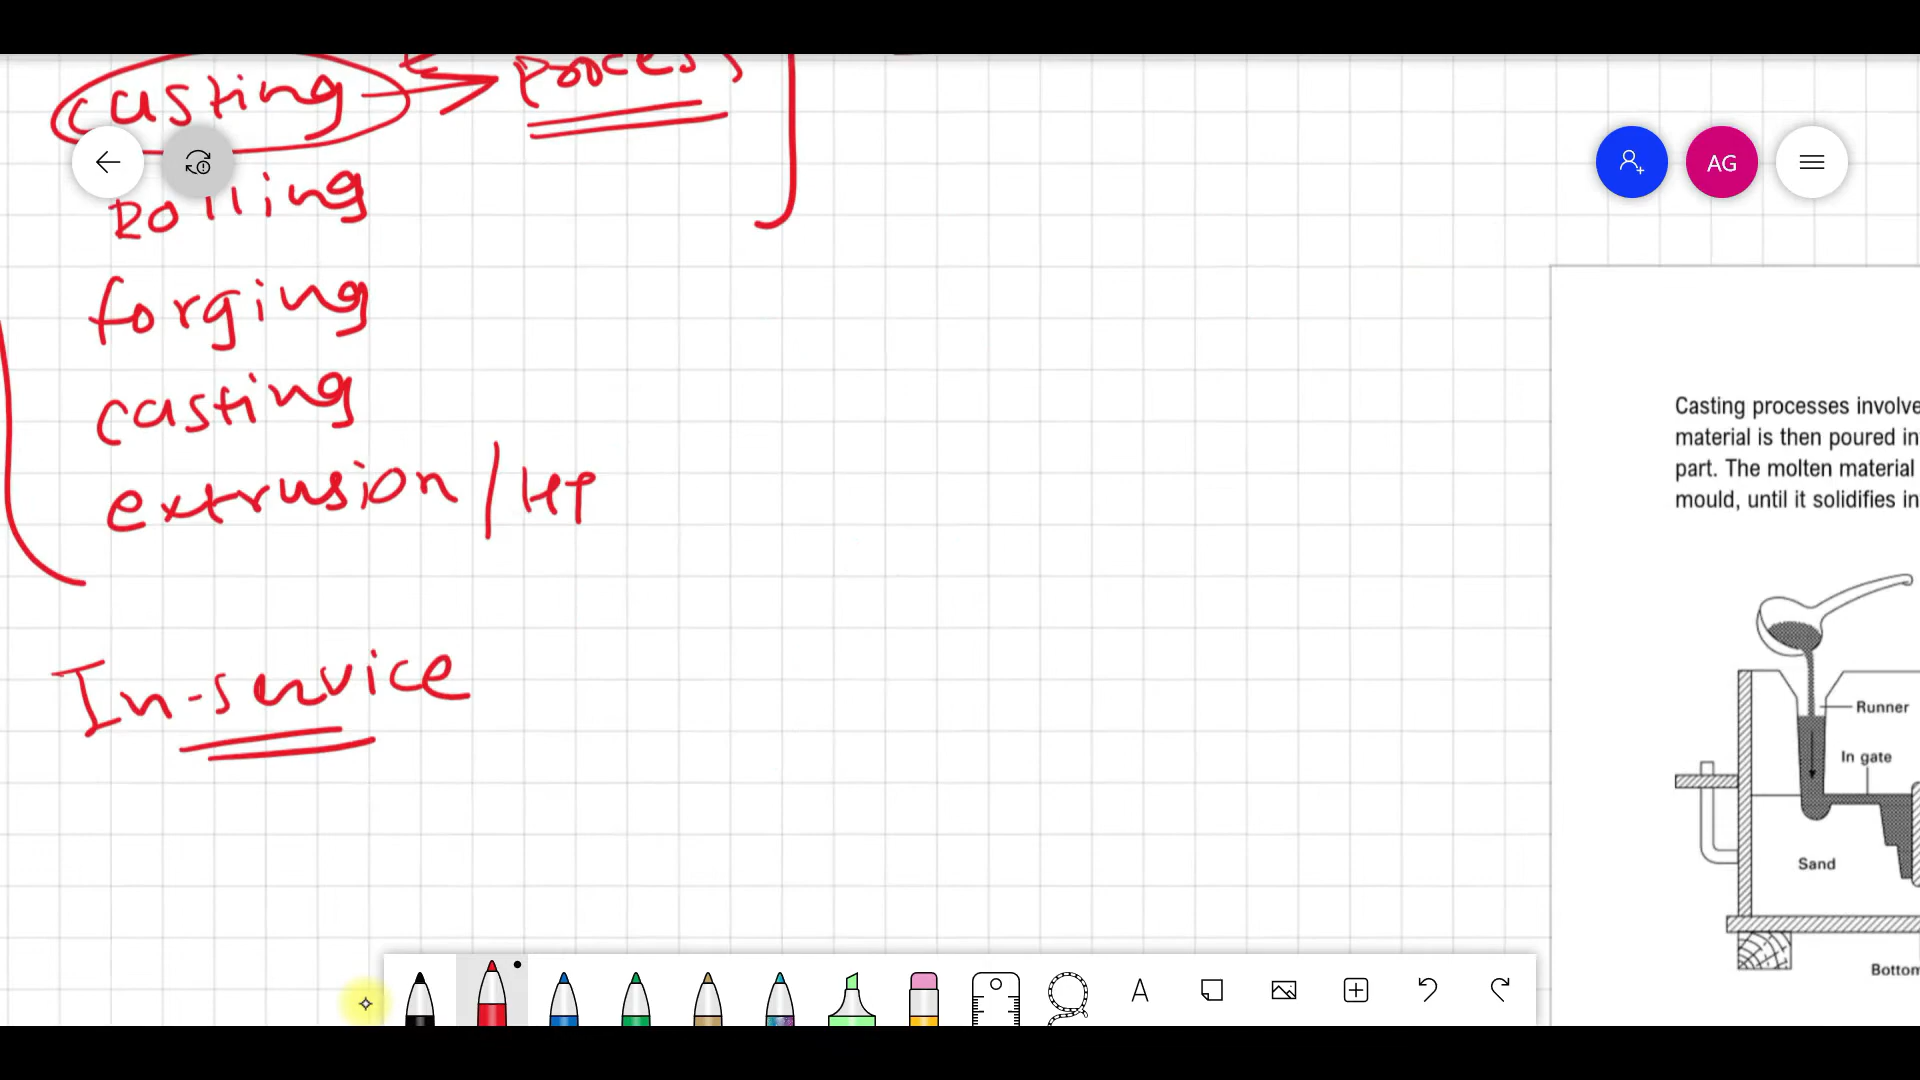 casting → process
Rolling
forging
casting
extrusion / HT
In-service
AG
Casting processes involve
material is then poured in
part. The molten material
mould, until it solidifies in
Runner
In gate
Sand
Bottom
A